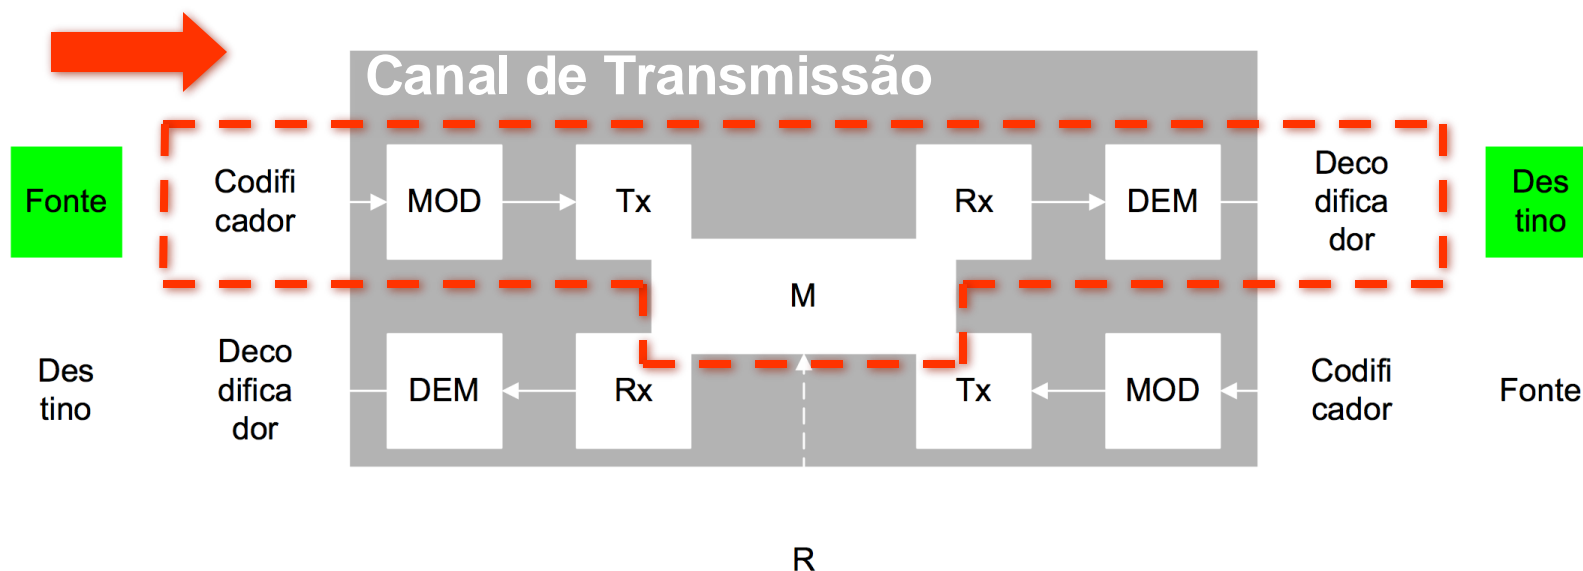 Canal de Transmissão
Fonte
Codifi
cador
MOD
Tx
Rx
DEM
Deco
difica
dor
Des
tino
M
Des
tino
Deco
difica
dor
DEM
Rx
Tx
MOD
Codifi
cador
Fonte
R